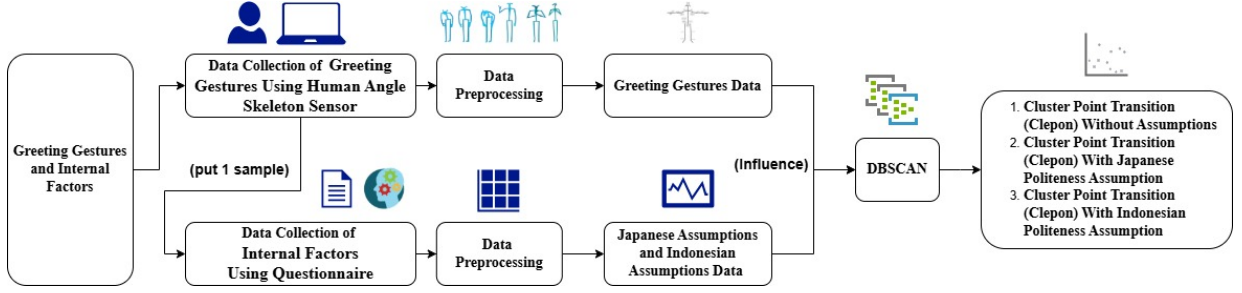 Greeting Gestures
and Internal
Factors
Data Collection of Greeting
Gestures Using Human Angle
Skeleton Sensor
Data
Preprocessing
Greeting Gestures Data
(put 1 sample)
Data Collection of
Internal Factors
Using Questionnaire
Data
Preprocessing
Japanese Assumptions
and Indonesian
Assumptions Data
(Influence)
DBSCAN
1. Cluster Point Transition
(Clepon) Without Assumptions
2. Cluster Point Transition
(Clepon) With Japanese
Politeness Assumption
3. Cluster Point Transition
(Clepon) With Indonesian
Politeness Assumption